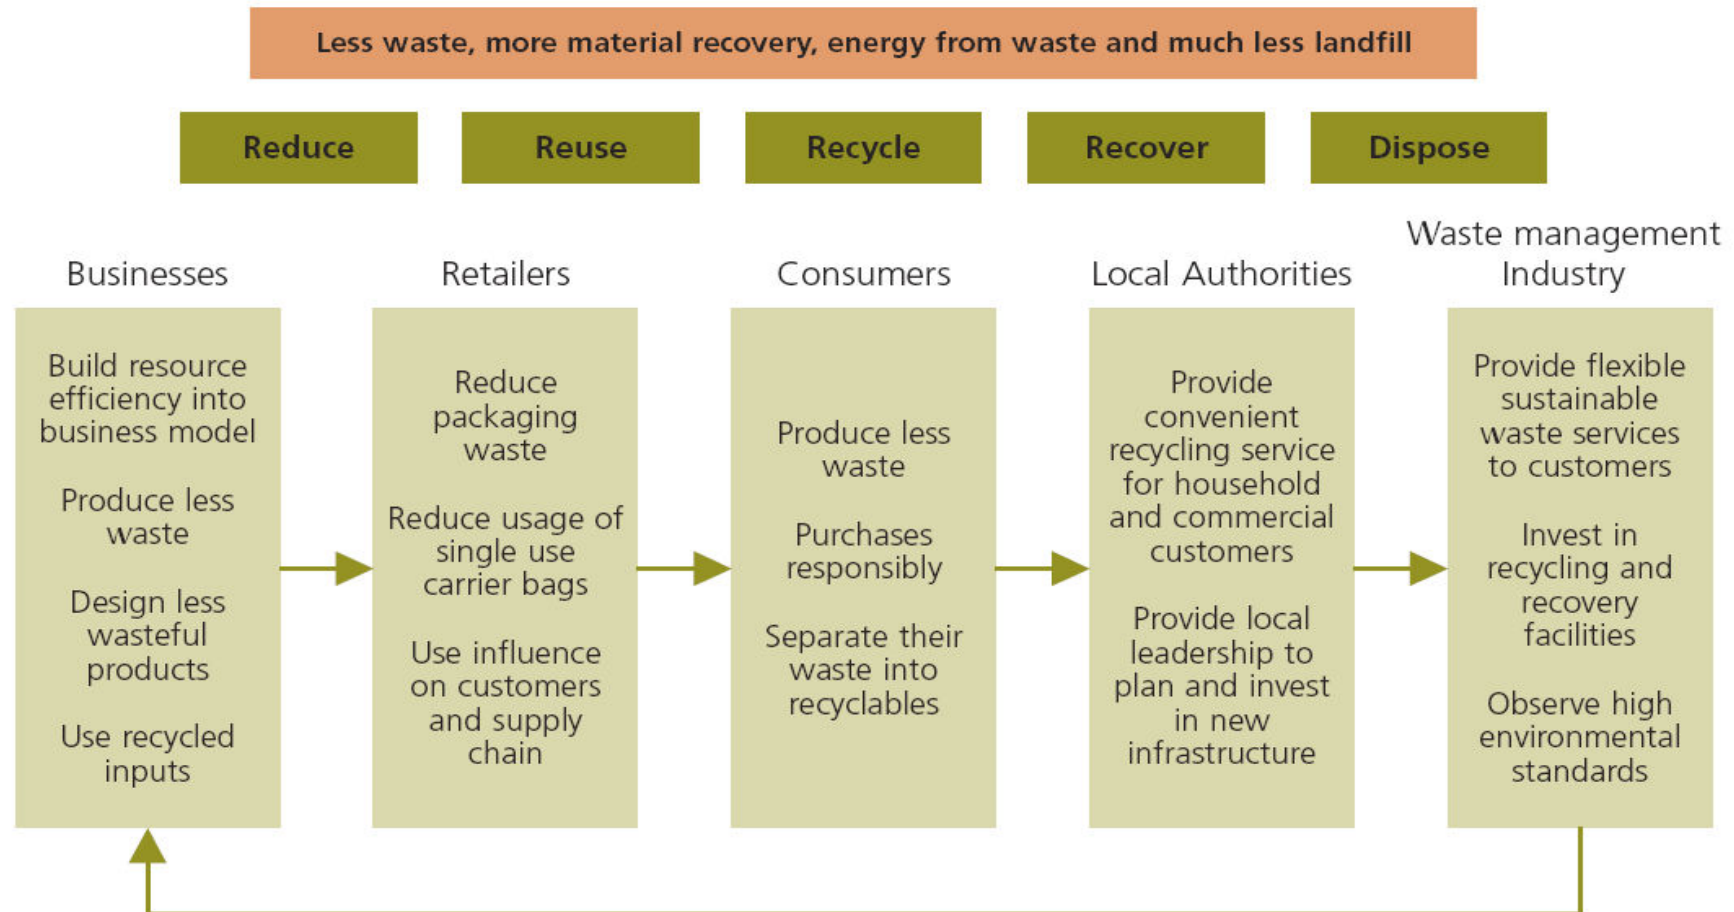 Less waste, more material recovery, energy from waste and much less landfill
Reduce
Reuse
Recycle
Recover
Dispose
Businesses
Build resource
efficiency into
business model
Produce less
waste
Design less
wasteful
products
Use recycled
inputs
Retailers
Reduce
packaging
waste
Reduce usage of
single use
carrier bags
Use influence
on customers
and supply
chain
Consumers
Produce less
waste
Purchases
responsibly
Separate their
waste into
recyclables
Local Authorities
Provide
convenient
recycling service
for household
and commercial
customers
Provide local
leadership to
plan and invest
in new
infrastructure
Waste management
Industry
Provide flexible
sustainable
waste services
to customers
Invest in
recycling and
recovery
facilities
Observe high
environmental
standards